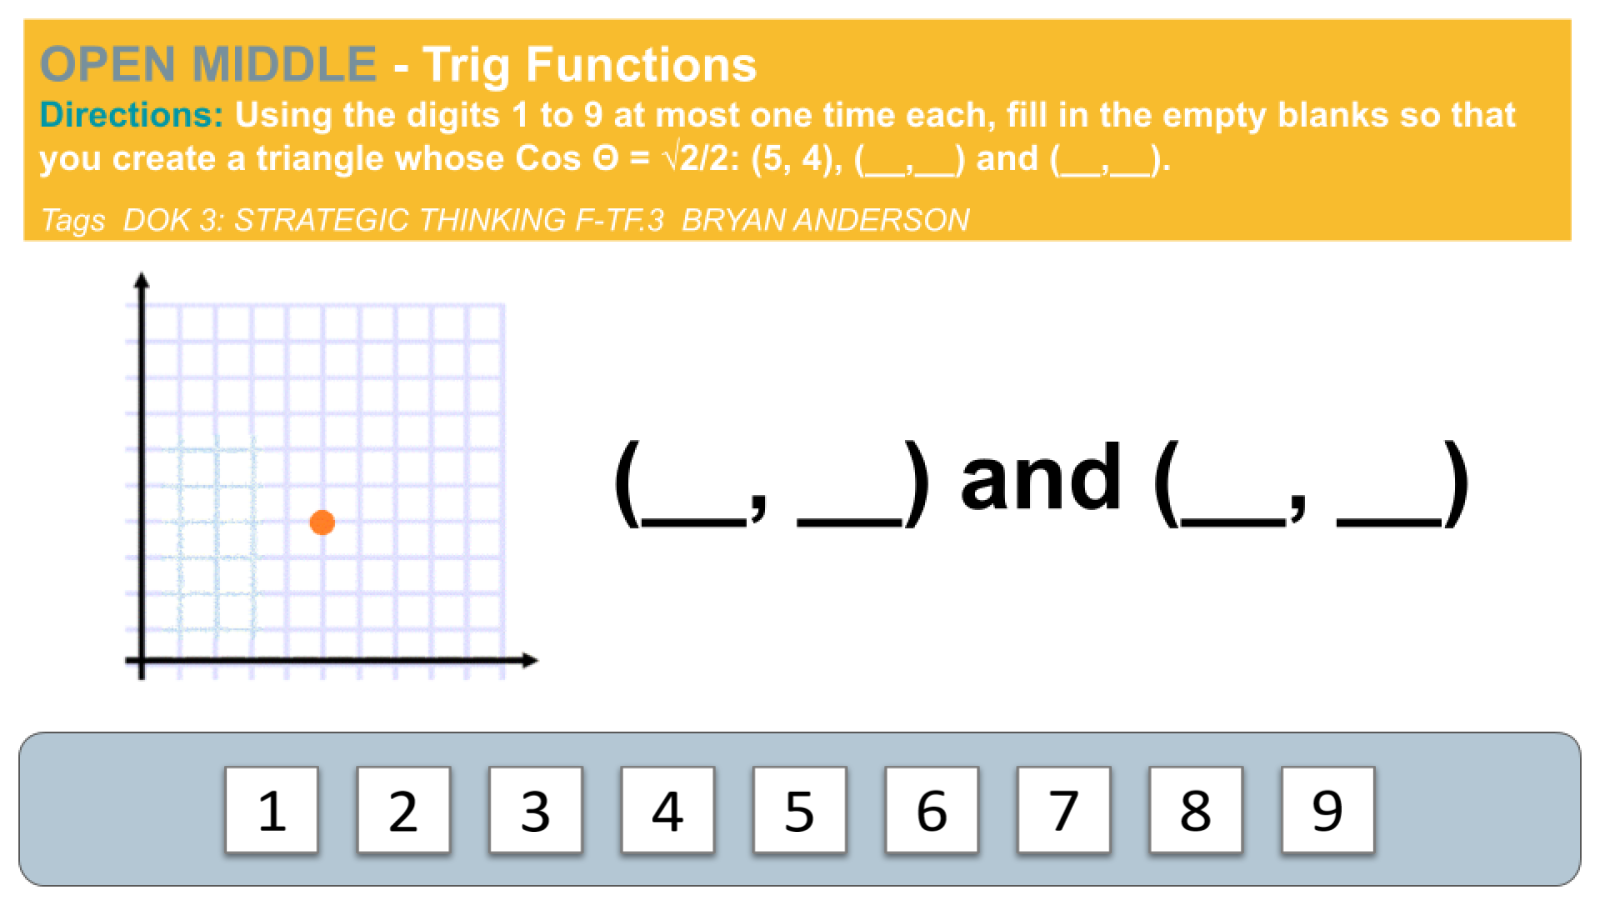 OPEN MIDDLE - Trig Functions
Directions: Using the digits 1 to 9 at most one time each, fill in the empty blanks so that
you create a triangle whose Cos Θ = √2/2: (5, 4), (__,__) and (__,__).
Tags  DOK 3: STRATEGIC THINKING F-TF.3  BRYAN ANDERSON
(__, __) and (__, __)
1 2 3 4 5 6 7 8 9